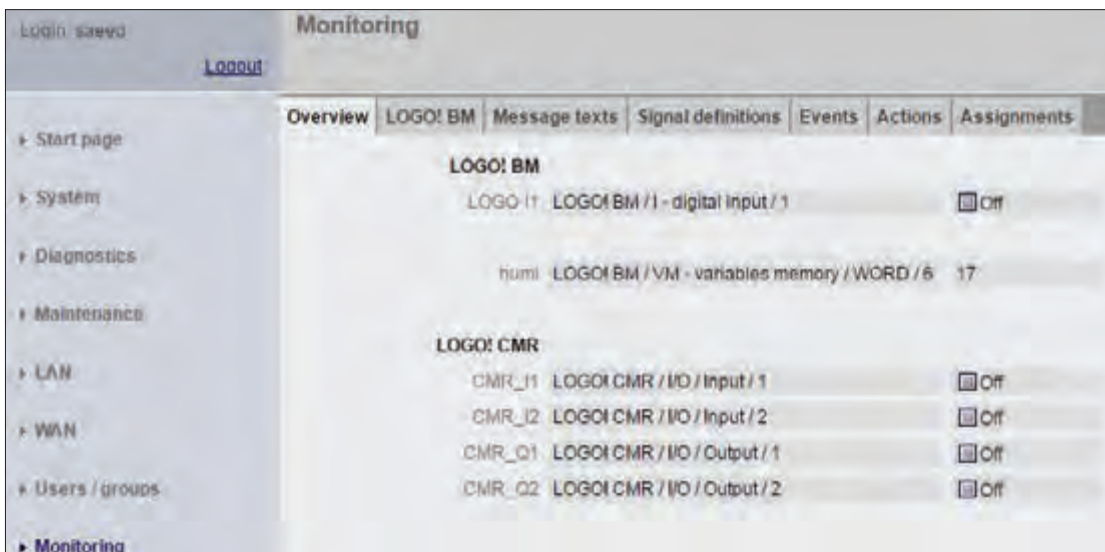 Login saeed
Logout
Monitoring
Overview LOGO! BM Message texts Signal definitions Events Actions Assignments
Start page
System
Diagnostics
Maintenance
LAN
WAN
Users / groups
Monitoring
LOGO! BM
LOGO I1 LOGO! BM / I - digital input / 1 Off
humi LOGO! BM / VM - variables memory / WORD / 6 17
LOGO! CMR
CMR_I1 LOGO! CMR / I/O / Input / 1 Off
CMR_I2 LOGO! CMR / I/O / Input / 2 Off
CMR_Q1 LOGO! CMR / I/O / Output / 1 Off
CMR_Q2 LOGO! CMR / I/O / Output / 2 Off